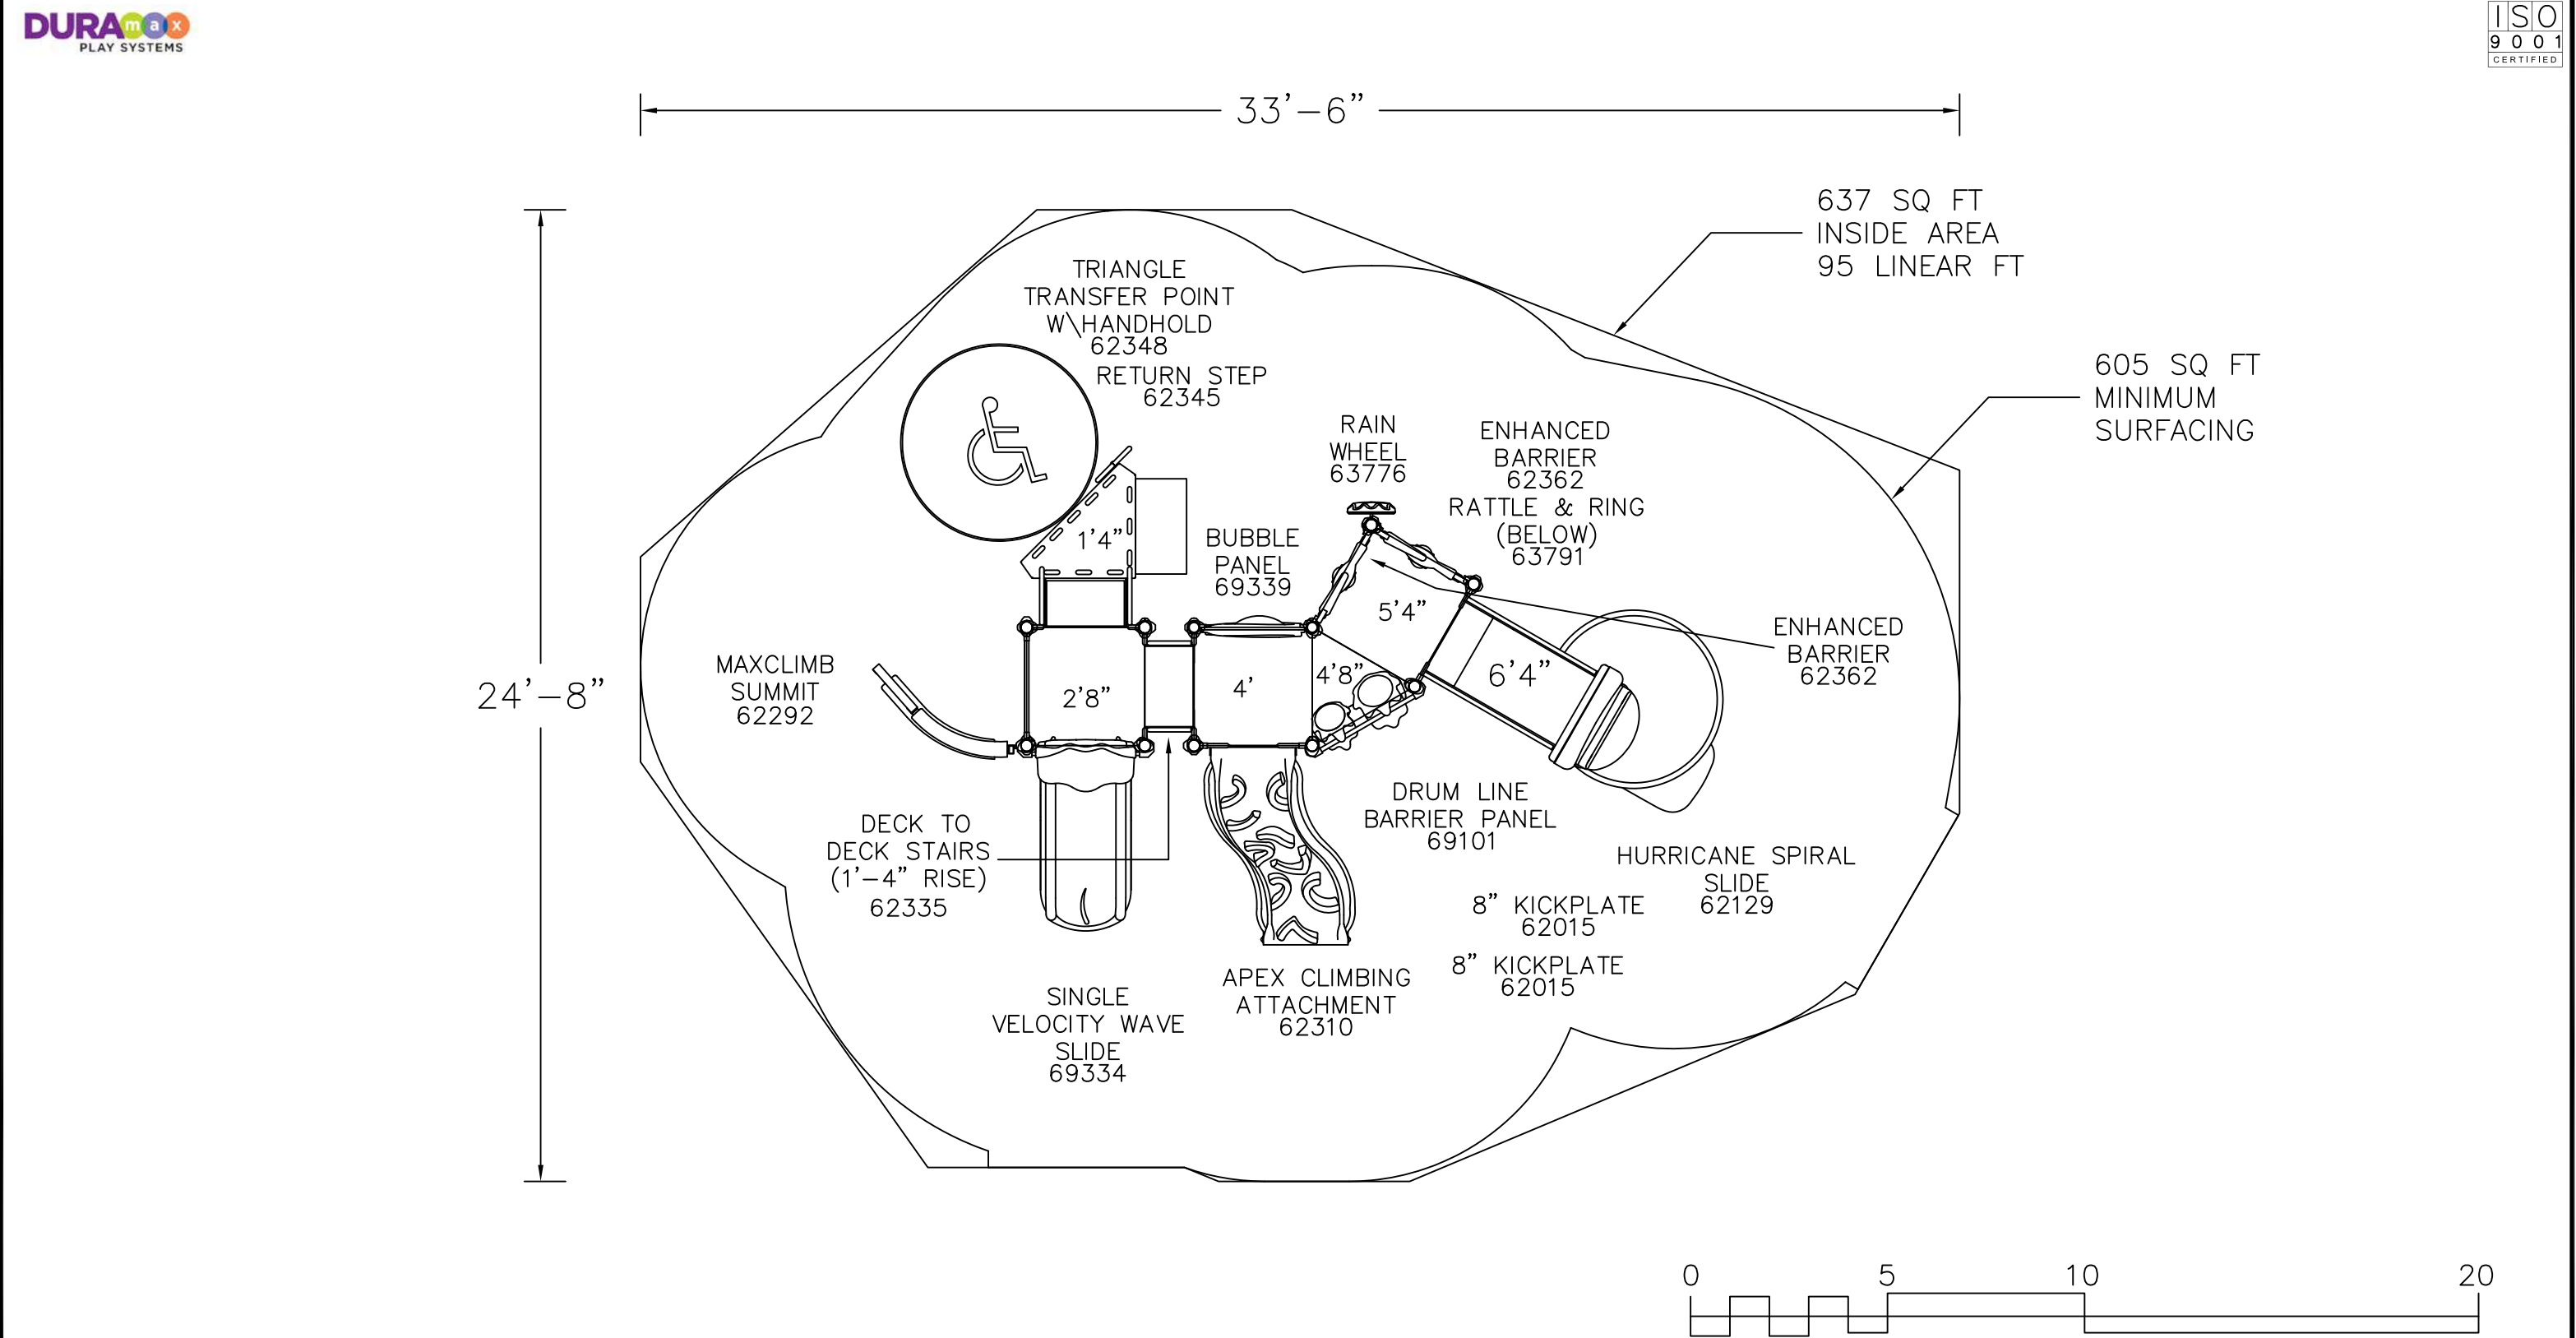 DURAmax
PLAY SYSTEMS
ISO
9001
CERTIFIED
33'-6"
637 SQ FT
INSIDE AREA
95 LINEAR FT
605 SQ FT
MINIMUM
SURFACING
24'-8"
TRIANGLE
TRANSFER POINT
W\HANDHOLD
62348
RETURN STEP
62345
RAIN
WHEEL
63776
ENHANCED
BARRIER
62362
RATTLE & RING
(BELOW)
63791
BUBBLE
PANEL
69339
1'4"
5'4"
ENHANCED
BARRIER
62362
MAXCLIMB
SUMMIT
62292
2'8"
4'
4'8"
6'4"
DECK TO
DECK STAIRS
(1'-4" RISE)
62335
DRUM LINE
BARRIER PANEL
69101
HURRICANE SPIRAL
SLIDE
62129
8" KICKPLATE
62015
8" KICKPLATE
62015
SINGLE
VELOCITY WAVE
SLIDE
69334
APEX CLIMBING
ATTACHMENT
62310
0 5 10 20